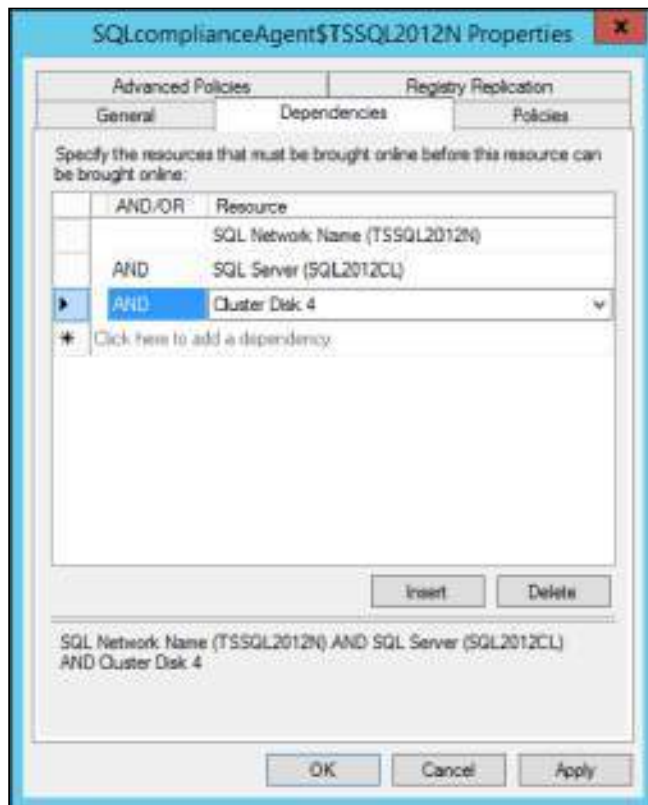 SQLcomplianceAgent$TSSQL2012N Properties
x
Advanced Policies Registry Replication
General Dependencies Policies
Specify the resources that must be brought online before this resource can
be brought online:
AND/OR Resource
SQL Network Name (TSSQL2012N)
AND SQL Server (SQL2012CL)
AND Cluster Disk 4
Click here to add a dependency
Insert Delete
SQL Network Name (TSSQL2012N) AND SQL Server (SQL2012CL)
AND Cluster Disk 4
OK Cancel Apply